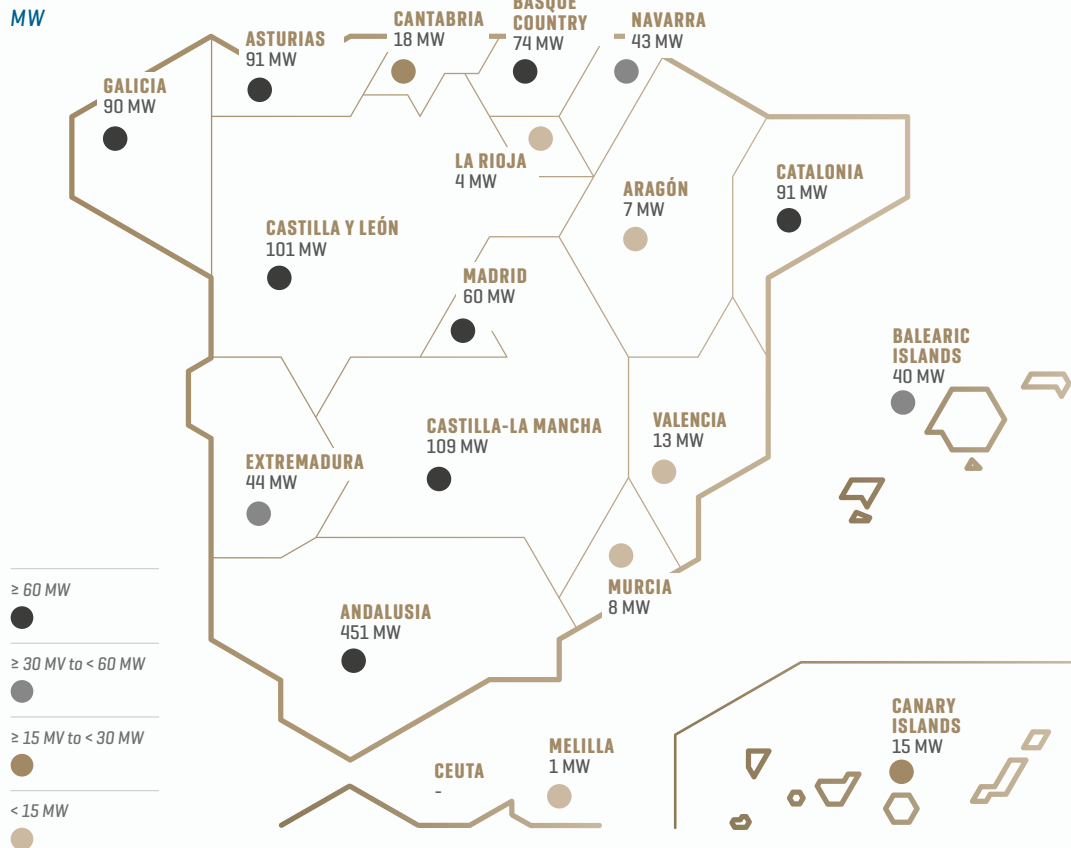 MW
BASQUE
COUNTRY
74 MW
CANTABRIA
18 MW
NAVARRA
43 MW
ASTURIAS
91 MW
GALICIA
90 MW
LA RIOJA
4 MW
ARAGÓN
7 MW
CATALONIA
91 MW
CASTILLA Y LEÓN
101 MW
MADRID
60 MW
BALEARIC
ISLANDS
40 MW
CASTILLA-LA MANCHA
109 MW
VALENCIA
13 MW
EXTREMADURA
44 MW
MURCIA
8 MW
ANDALUSIA
451 MW
≥ 60 MW
≥ 30 MV to < 60 MW
≥ 15 MV to < 30 MW
< 15 MW
CEUTA
-
MELILLA
1 MW
CANARY
ISLANDS
15 MW